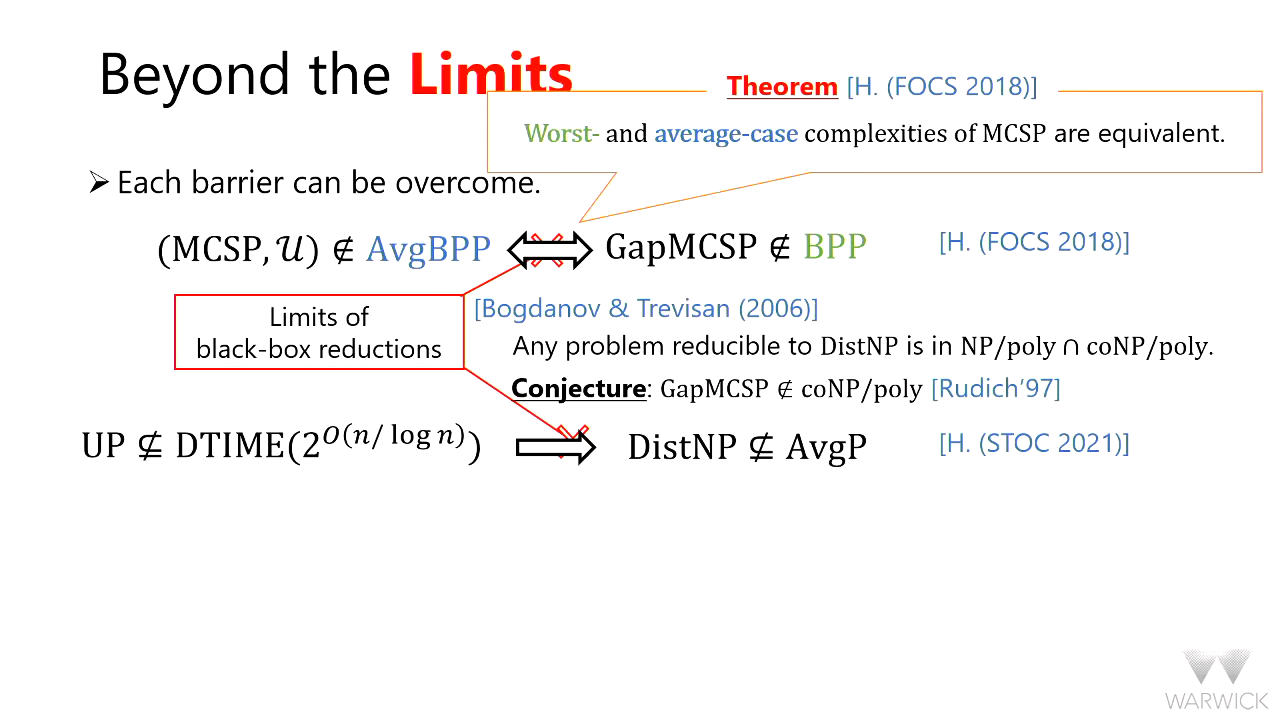 Beyond the Limits
Theorem [H. (FOCS 2018)]
Worst- and average-case complexities of MCSP are equivalent.
➢ Each barrier can be overcome.
(MCSP, 𝒰) ∉ AvgBPP ⟺ GapMCSP ∉ BPP [H. (FOCS 2018)]
Limits of
black-box reductions
[Bogdanov & Trevisan (2006)]
Any problem reducible to DistNP is in NP/poly ∩ coNP/poly.
Conjecture: GapMCSP ∉ coNP/poly [Rudich'97]
UP ⊈ DTIME(2^{O(n/ log n)}) ⟹ DistNP ⊈ AvgP [H. (STOC 2021)]
WARWICK